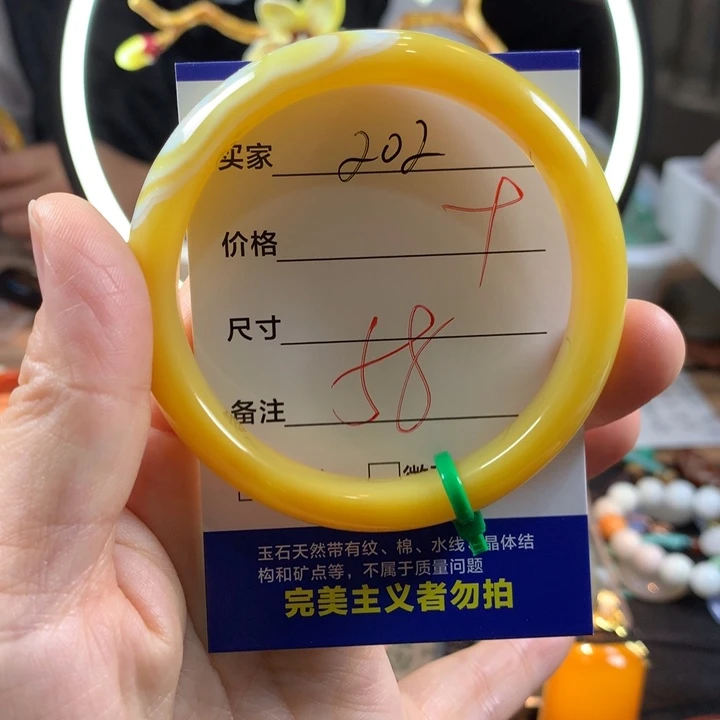 买家 202
价格
尺寸
58
备注
玉石天然带有纹、棉、水线、晶体结
构和矿点等，不属于质量问题
完美主义者勿拍